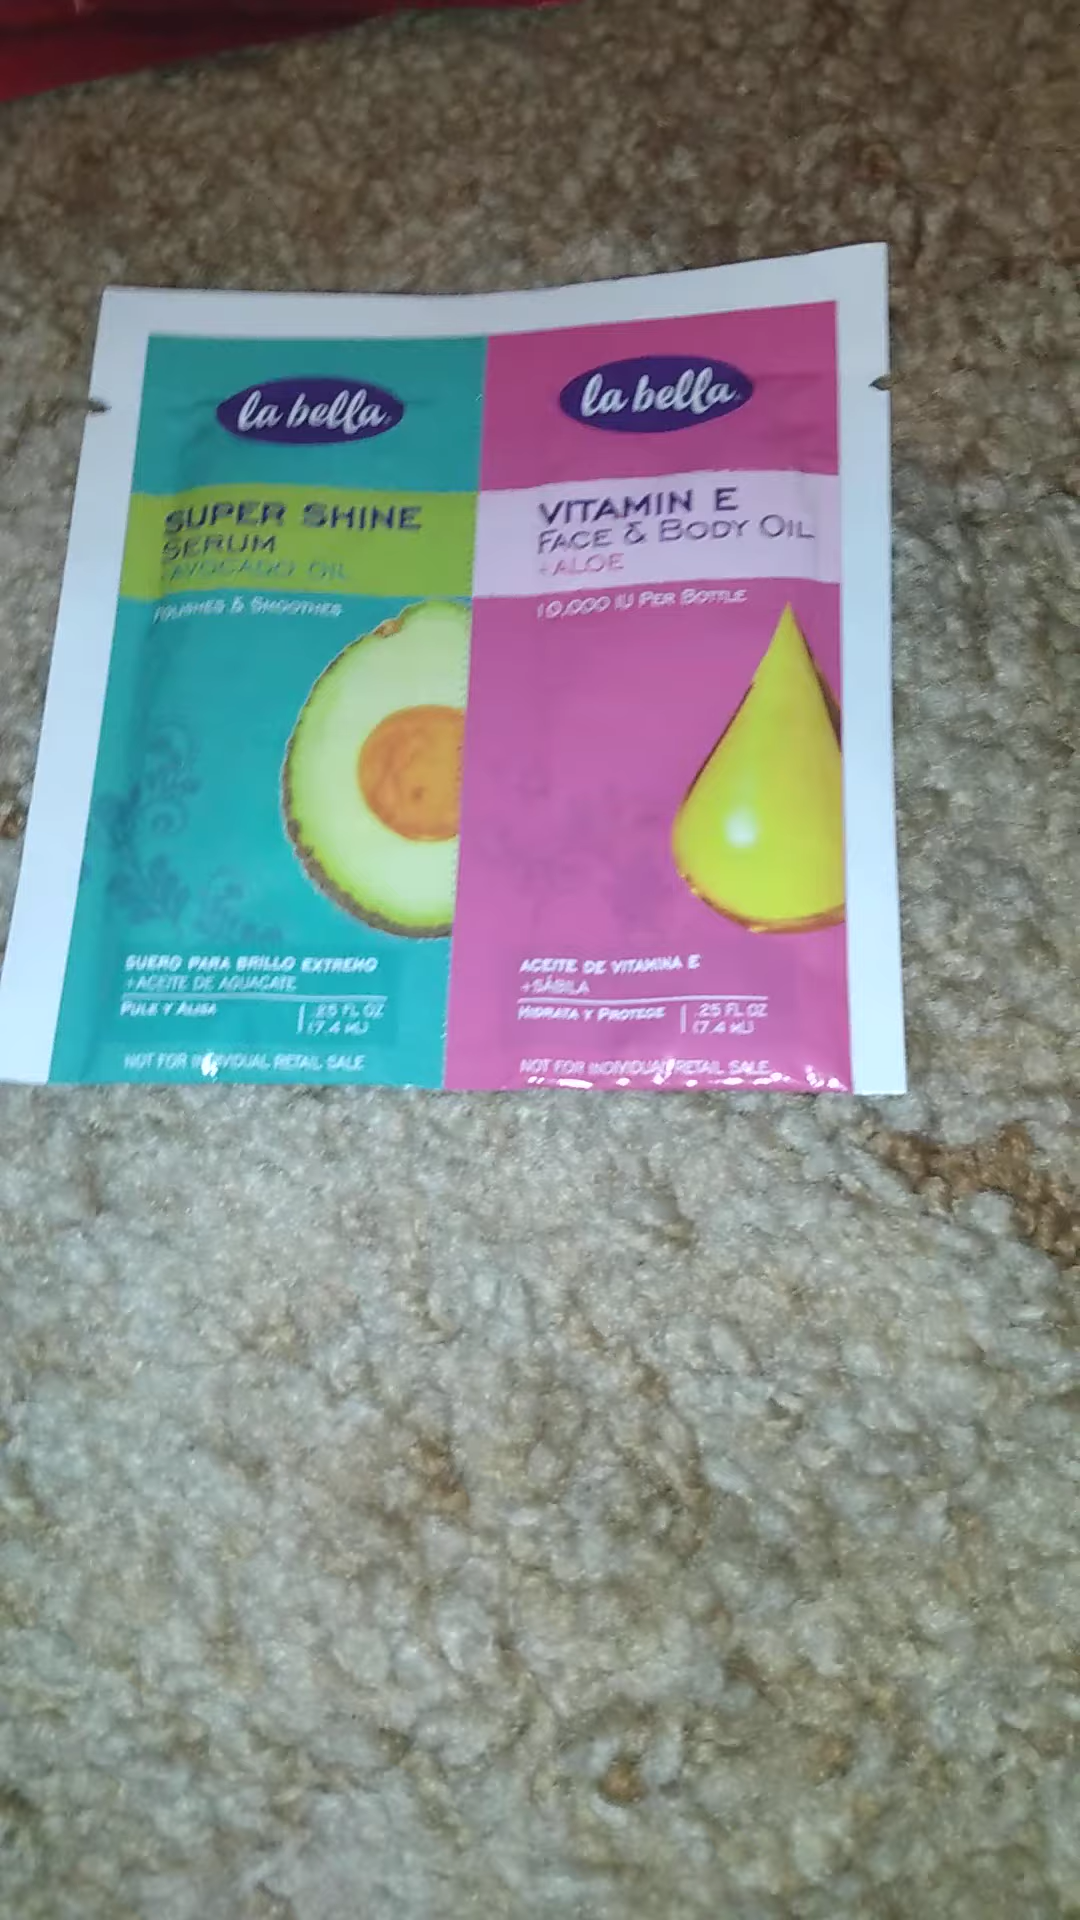 la bella
SUPER SHINE
SERUM
+AVOCADO OIL
POLISHES & SMOOTHES
SUERO PARA BRILLO EXTREMO
+ACEITE DE AGUACATE
PULE Y ALISA
.25 FL OZ
(7.4 mL)
NOT FOR INDIVIDUAL RETAIL SALE
la bella
VITAMIN E
FACE & BODY OIL
+ALOE
10,000 IU PER BOTTLE
ACEITE DE VITAMINA E
+SÁBILA
HIDRATA Y PROTEGE
.25 FL OZ
(7.4 mL)
NOT FOR INDIVIDUAL RETAIL SALE